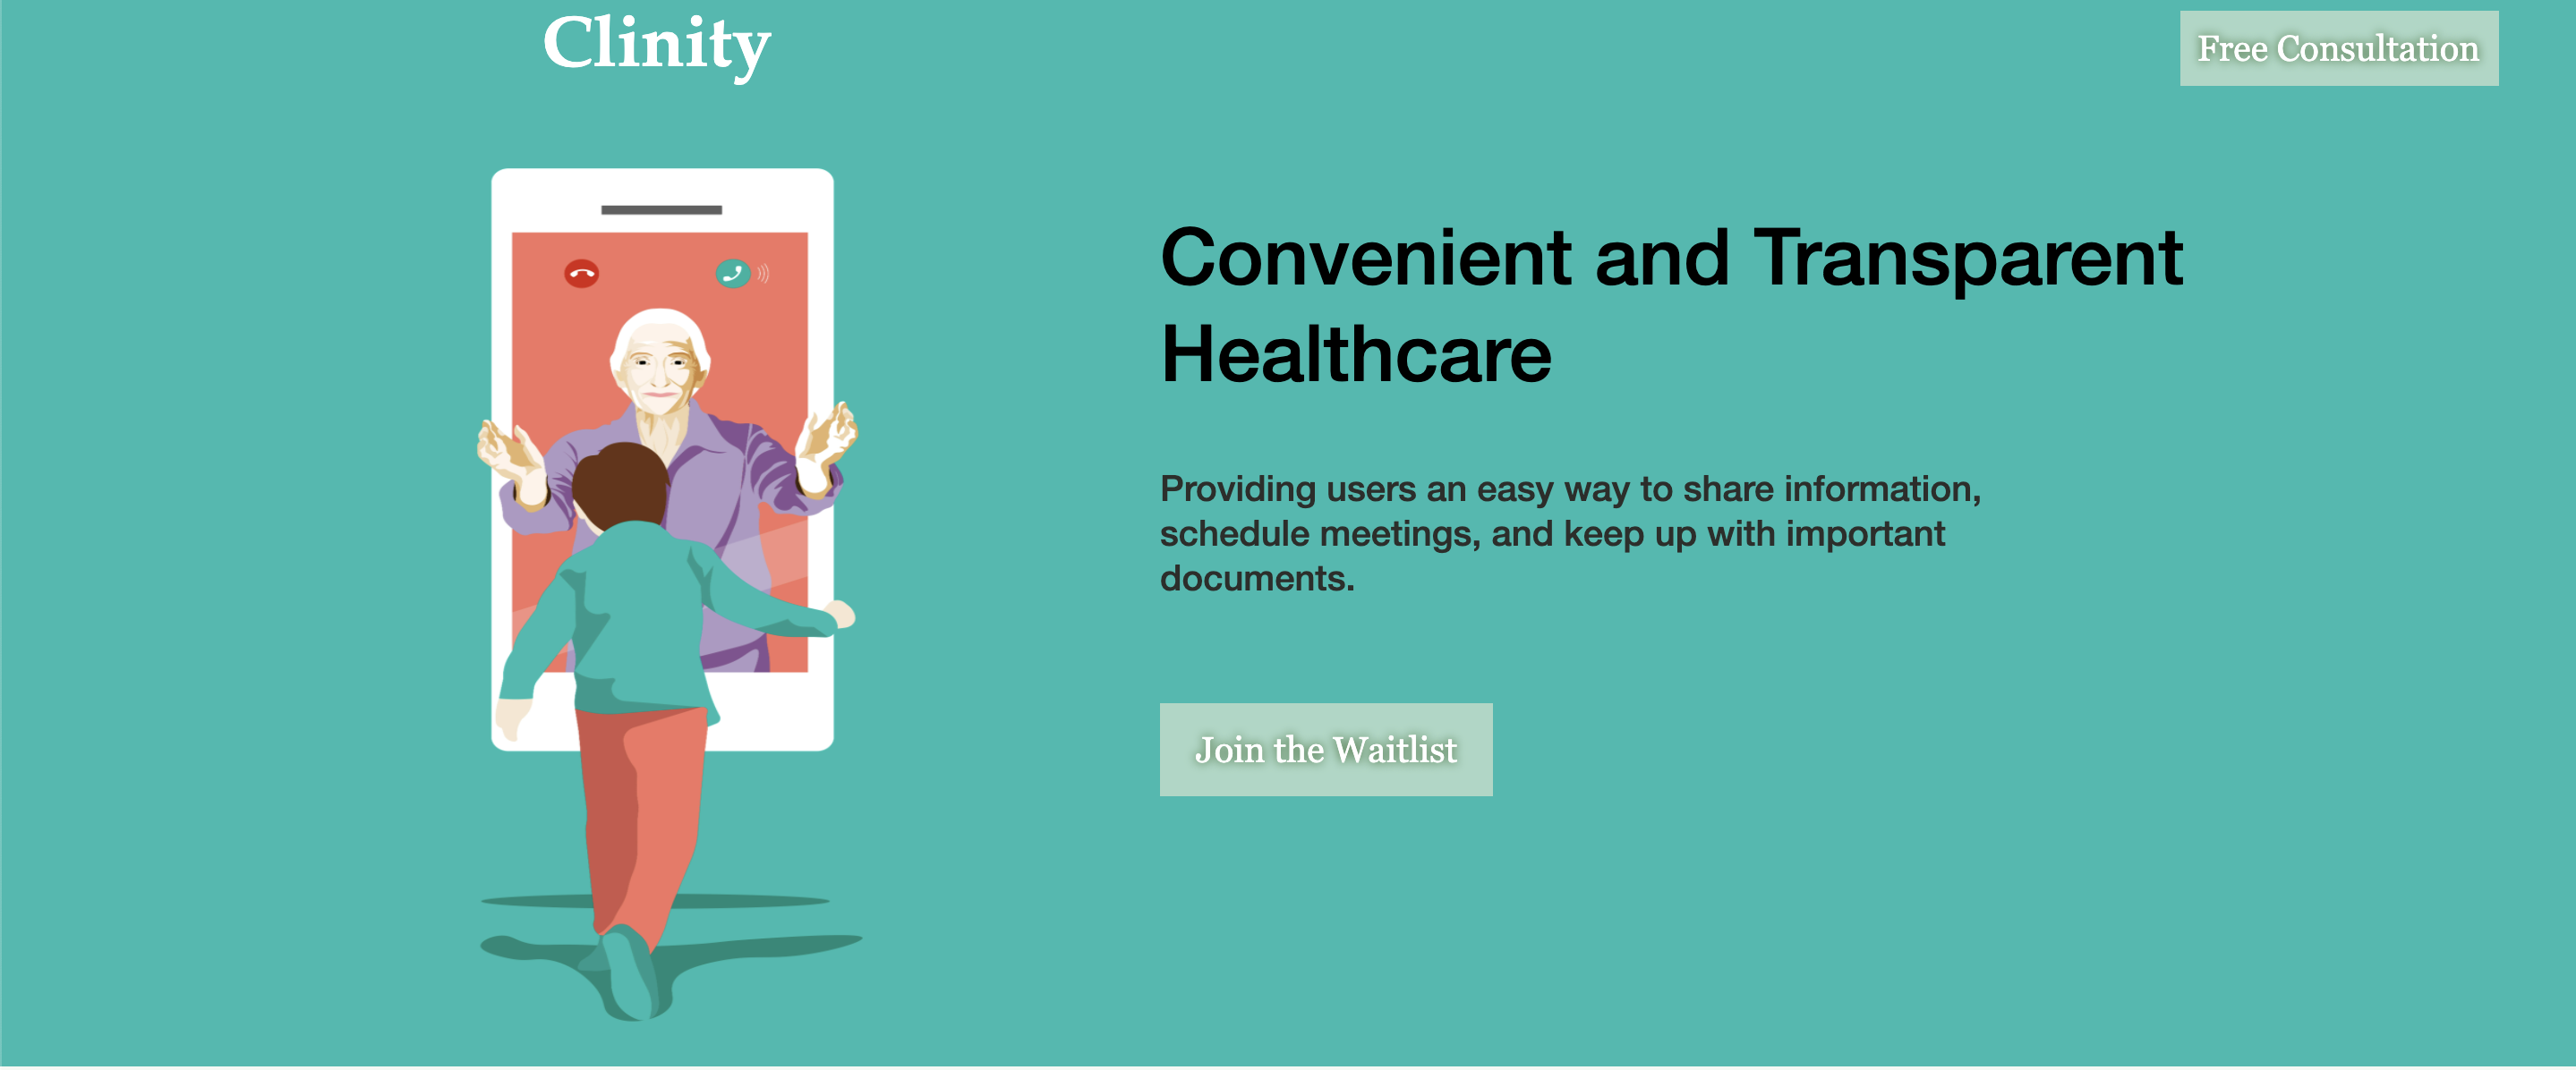 Clinity
Free Consultation
Convenient and Transparent
Healthcare
Providing users an easy way to share information,
schedule meetings, and keep up with important
documents.
Join the Waitlist